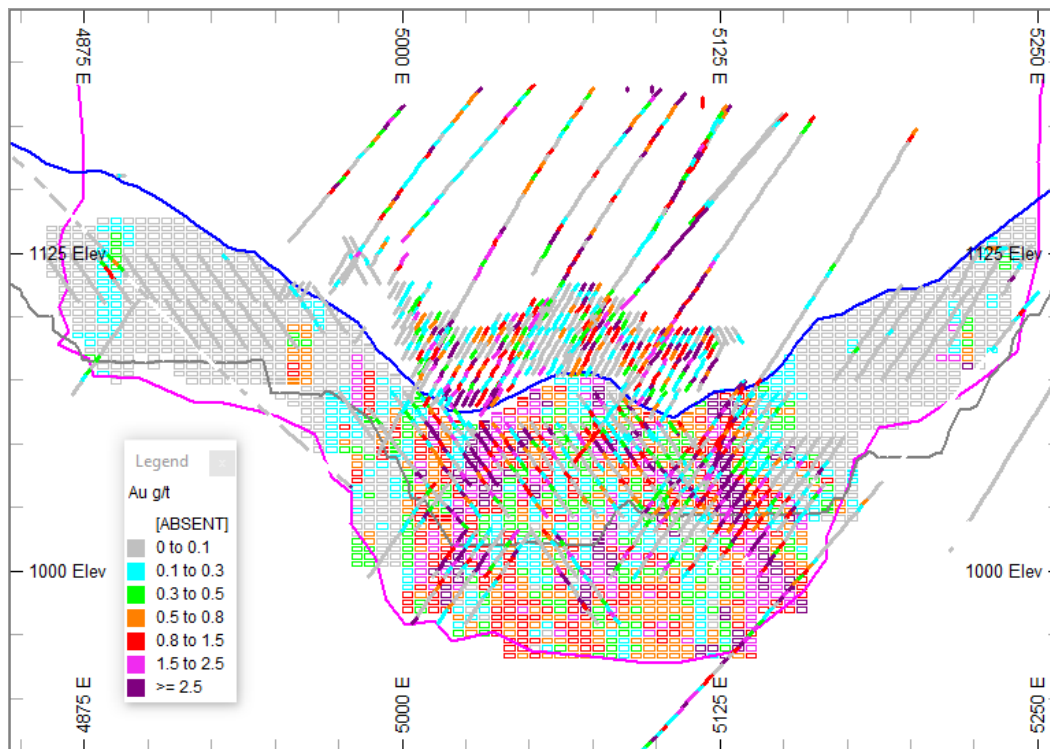 4875 E
5000 E
5125 E
5250 E
1125 Elev
1125 Elev
Legend
x
Au g/t
[ABSENT]
0 to 0.1
0.1 to 0.3
0.3 to 0.5
0.5 to 0.8
0.8 to 1.5
1.5 to 2.5
>= 2.5
1000 Elev
1000 Elev
4875 E
5000 E
5125 E
5250 E